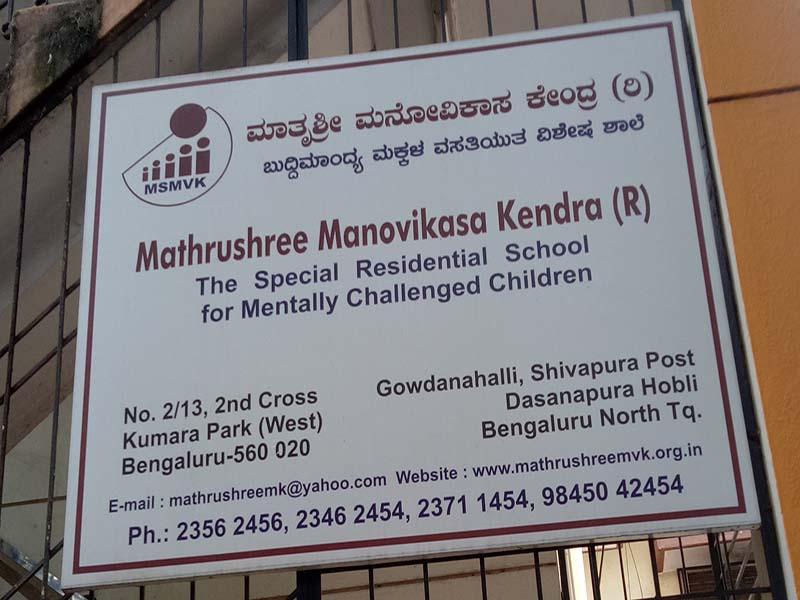 ಮಾತೃಶ್ರೀ ಮನೋವಿಕಾಸ ಕೇಂದ್ರ (ರಿ)
ಬುದ್ದಿಮಾಂದ್ಯ ಮಕ್ಕಳ ವಸತಿಯುತ ವಿಶೇಷ ಶಾಲೆ
MSMVK
Mathrushree Manovikasa Kendra (R)
The Special Residential School
for Mentally Challenged Children
No. 2/13, 2nd Cross
Kumara Park (West)
Bengaluru-560 020
Gowdanahalli, Shivapura Post
Dasanapura Hobli
Bengaluru North Tq.
E-mail : mathrushreemk@yahoo.com Website : www.mathrushreemvk.org.in
Ph.: 2356 2456, 2346 2454, 2371 1454, 98450 42454